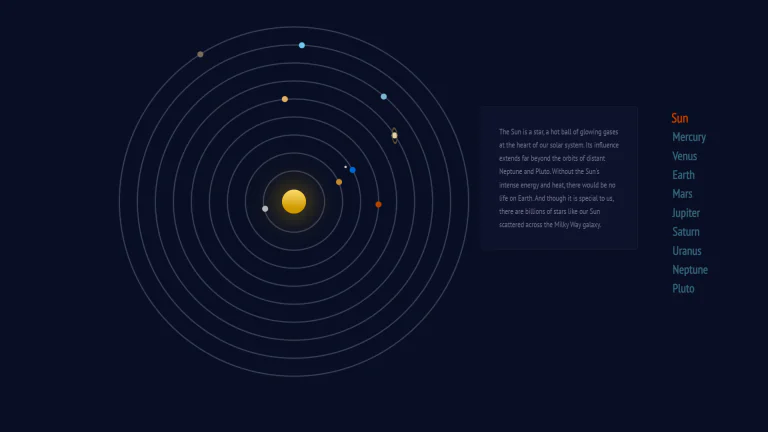 The Sun is a star, a hot ball of glowing gases
at the heart of our solar system. Its influence
extends far beyond the orbits of distant
Neptune and Pluto. Without the Sun's
intense energy and heat, there would be no
life on Earth. And though it is special to us,
there are billions of stars like our Sun
scattered across the Milky Way galaxy.
Sun
Mercury
Venus
Earth
Mars
Jupiter
Saturn
Uranus
Neptune
Pluto